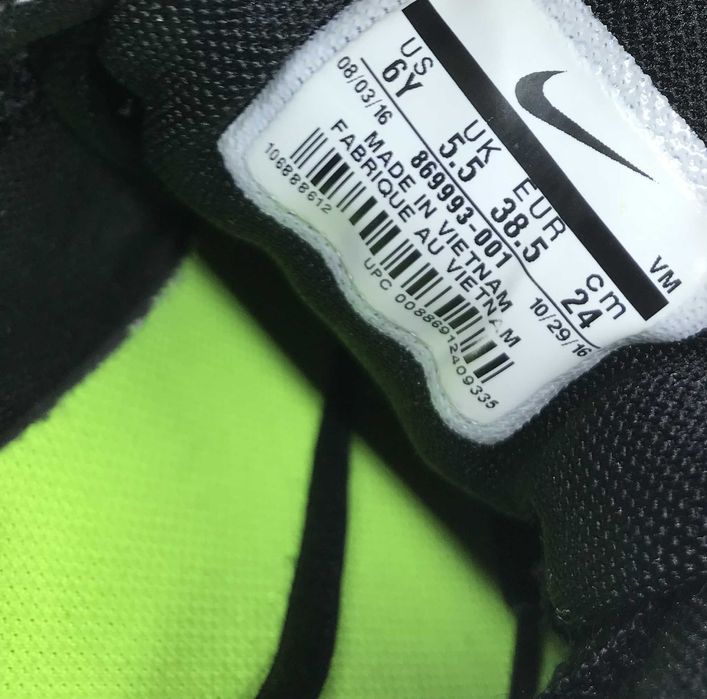 US UK EUR cm
6Y 5.5 38.5 24
08/03/16 869993-001 10/29/16
MADE IN VIETNAM
FABRIQUE AU VIETNAM
106888612
UPC 00886912409335
VM